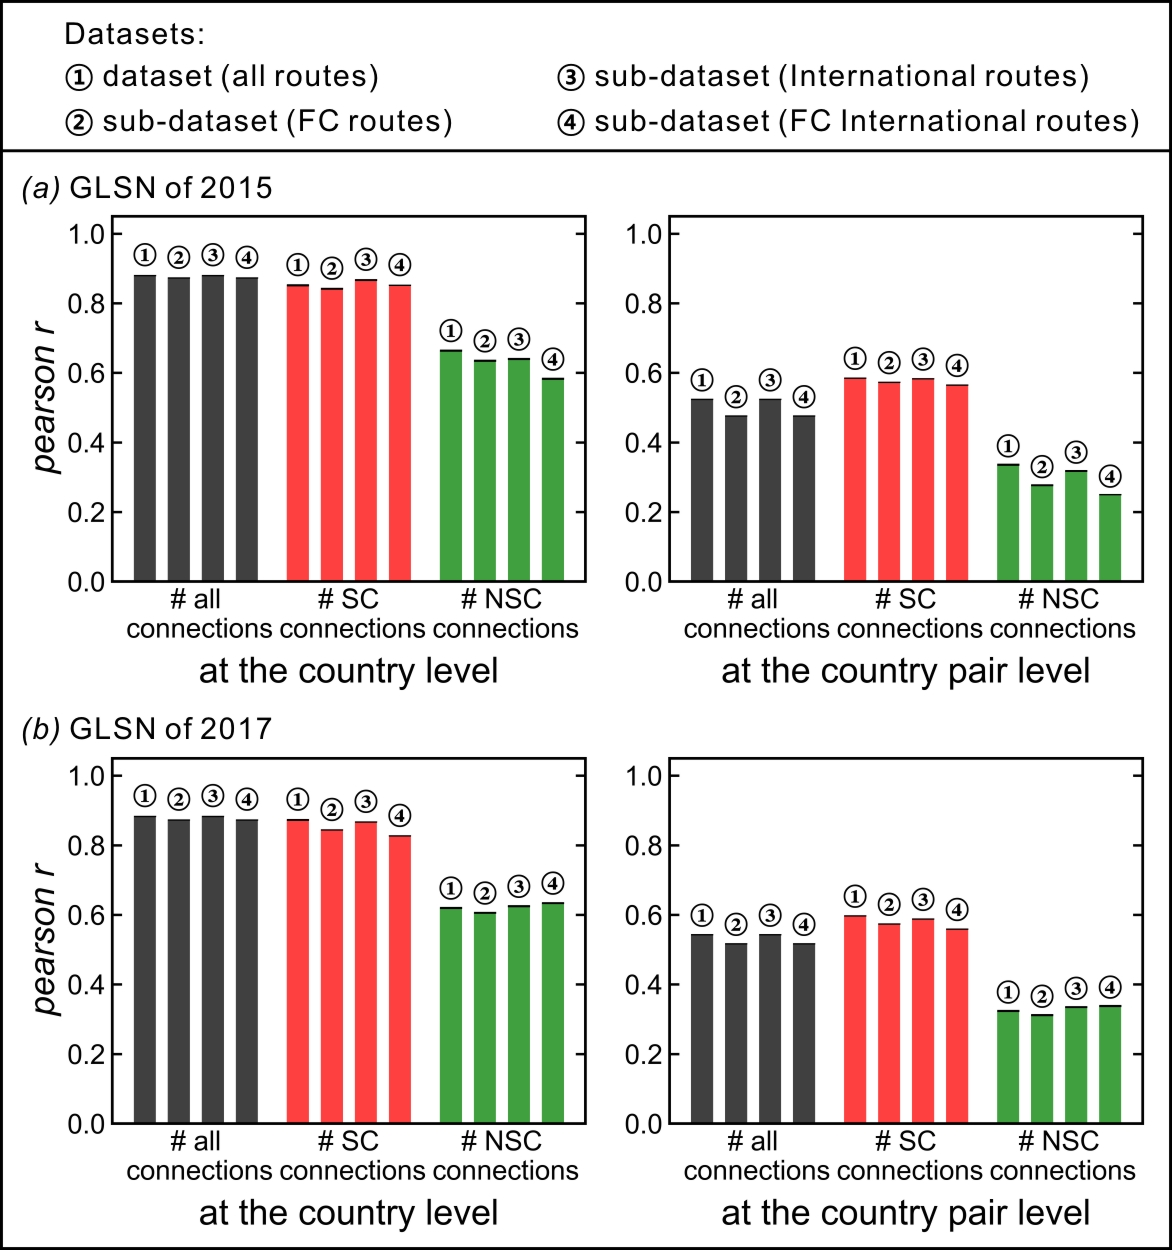 Datasets:
① dataset (all routes)
③ sub-dataset (International routes)
② sub-dataset (FC routes)
④ sub-dataset (FC International routes)
(a) GLSN of 2015
pearson r
1.0
0.8
0.6
0.4
0.2
0.0
① ② ③ ④
① ② ③ ④
① ② ③ ④
# all connections
# SC connections
# NSC connections
at the country level
1.0
0.8
0.6
0.4
0.2
0.0
① ② ③ ④
① ② ③ ④
① ② ③ ④
# all connections
# SC connections
# NSC connections
at the country pair level
(b) GLSN of 2017
pearson r
1.0
0.8
0.6
0.4
0.2
0.0
① ② ③ ④
① ② ③ ④
① ② ③ ④
# all connections
# SC connections
# NSC connections
at the country level
1.0
0.8
0.6
0.4
0.2
0.0
① ② ③ ④
① ② ③ ④
① ② ③ ④
# all connections
# SC connections
# NSC connections
at the country pair level